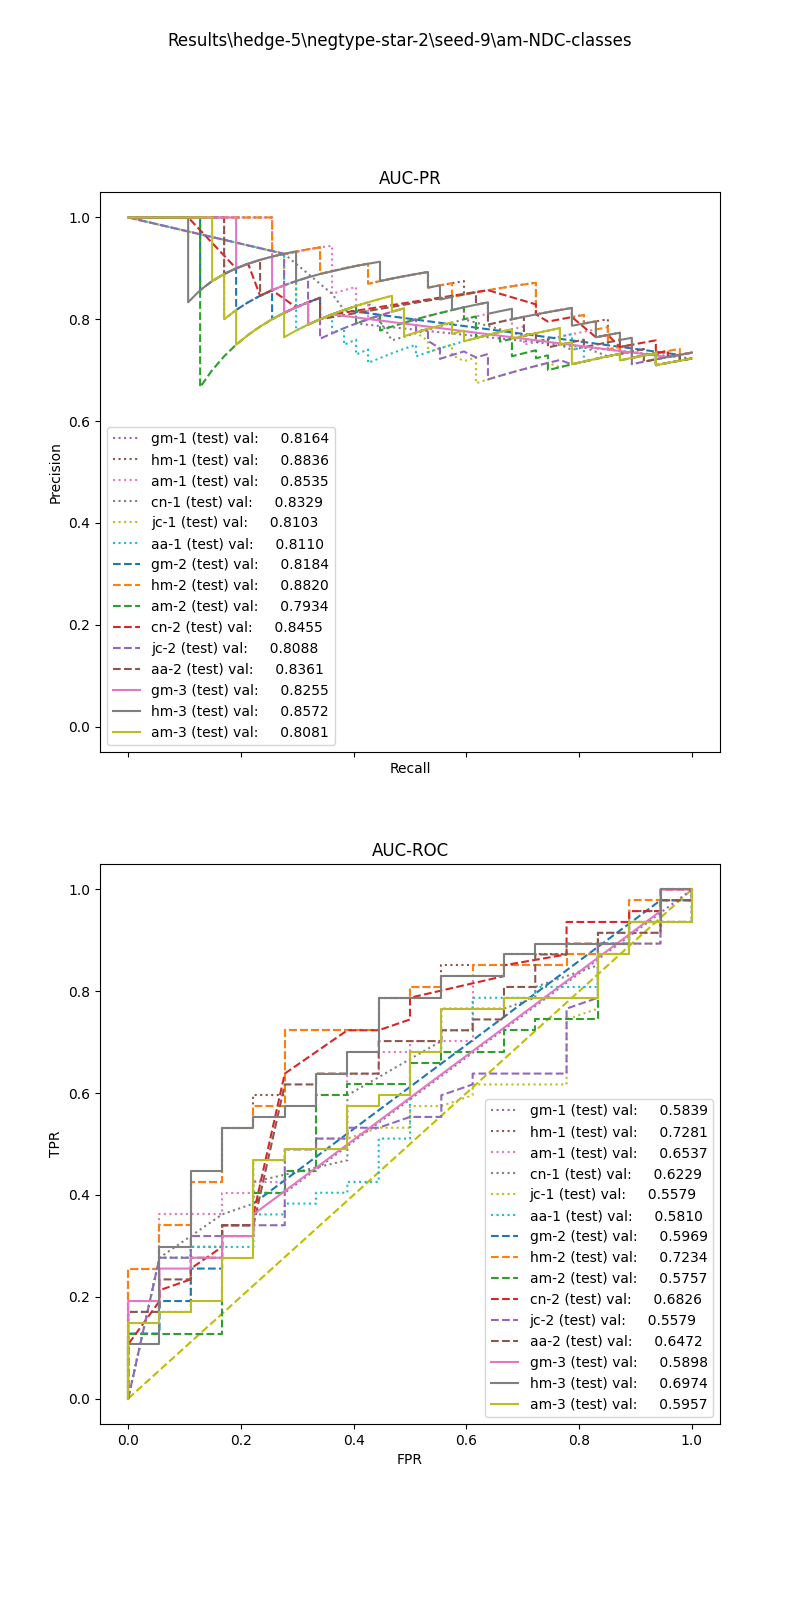 Results\hedge-5\negtype-star-2\seed-9\am-NDC-classes
AUC-PR
1.0
0.8
0.6
0.4
0.2
0.0
Precision
gm-1 (test) val: 0.8164
hm-1 (test) val: 0.8836
am-1 (test) val: 0.8535
cn-1 (test) val: 0.8329
jc-1 (test) val: 0.8103
aa-1 (test) val: 0.8110
gm-2 (test) val: 0.8184
hm-2 (test) val: 0.8820
am-2 (test) val: 0.7934
cn-2 (test) val: 0.8455
jc-2 (test) val: 0.8088
aa-2 (test) val: 0.8361
gm-3 (test) val: 0.8255
hm-3 (test) val: 0.8572
am-3 (test) val: 0.8081
Recall
AUC-ROC
1.0
0.8
0.6
0.4
0.2
0.0
TPR
gm-1 (test) val: 0.5839
hm-1 (test) val: 0.7281
am-1 (test) val: 0.6537
cn-1 (test) val: 0.6229
jc-1 (test) val: 0.5579
aa-1 (test) val: 0.5810
gm-2 (test) val: 0.5969
hm-2 (test) val: 0.7234
am-2 (test) val: 0.5757
cn-2 (test) val: 0.6826
jc-2 (test) val: 0.5579
aa-2 (test) val: 0.6472
gm-3 (test) val: 0.5898
hm-3 (test) val: 0.6974
am-3 (test) val: 0.5957
0.0 0.2 0.4 0.6 0.8 1.0
FPR